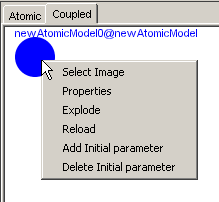 Atomic Coupled
newAtomicModel0@newAtomicModel
Select Image
Properties
Explode
Reload
Add Initial parameter
Delete Initial parameter